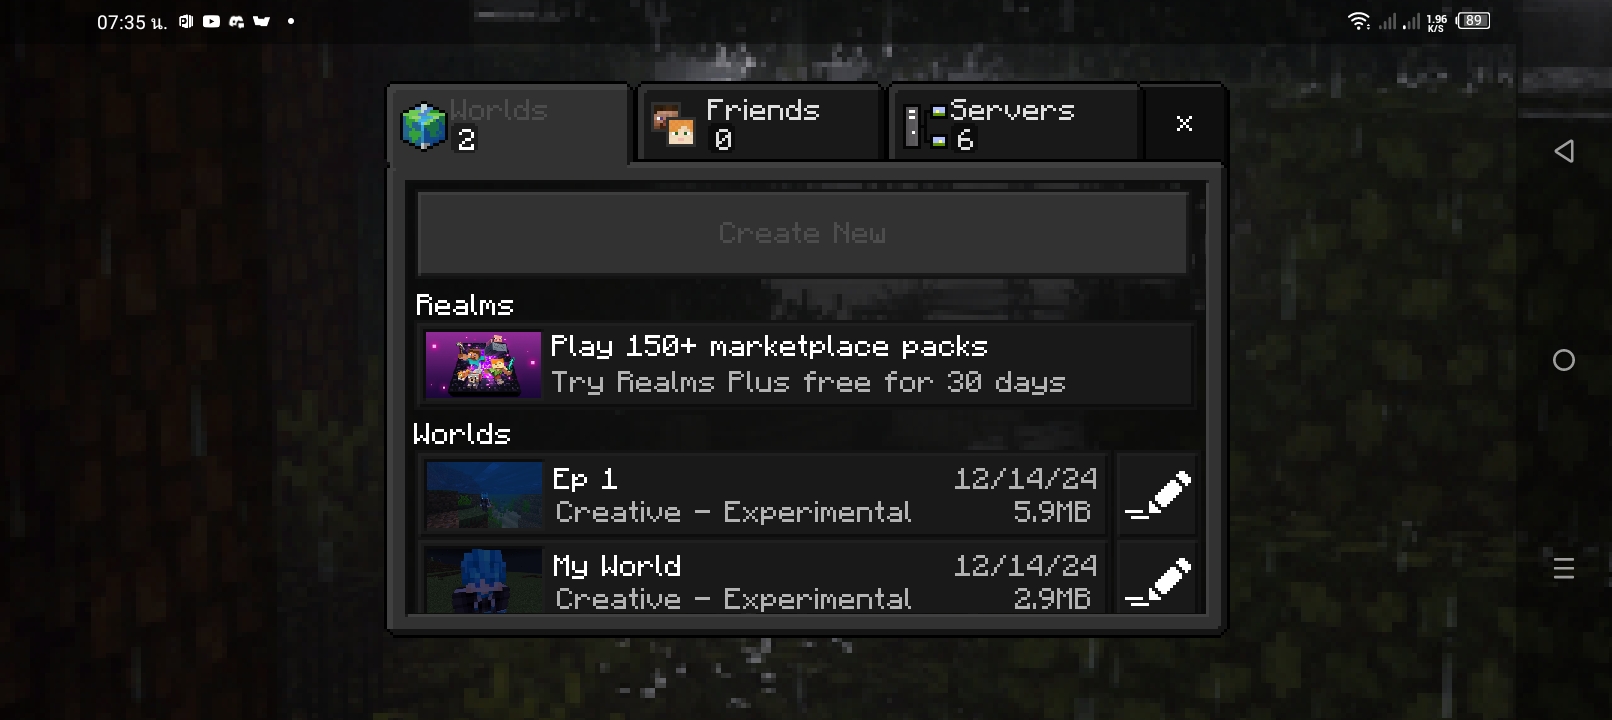 07:35 น.
1.96
K/S
89
Worlds
2
Friends
0
Servers
6
Create New
Realms
Play 150+ marketplace packs
Try Realms Plus free for 30 days
Worlds
Ep 1
12/14/24
Creative - Experimental
5.9MB
My World
12/14/24
Creative - Experimental
2.9MB